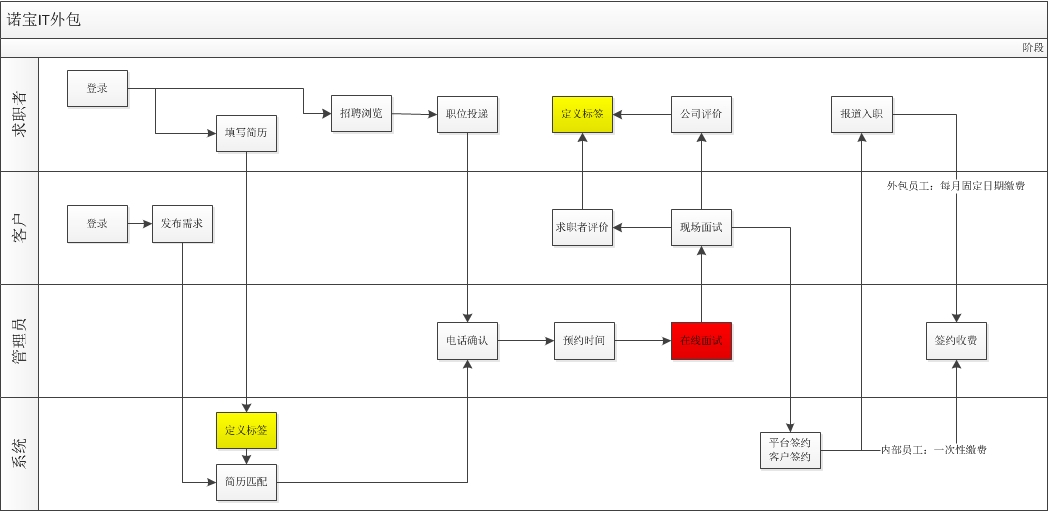 诺宝IT外包
阶段
求职者
登录
填写简历
招聘浏览
职位投递
定义标签
公司评价
报道入职
客户
登录
发布需求
求职者评价
现场面试
外包员工：每月固定日期缴费
管理员
电话确认
预约时间
在线面试
签约收费
系统
定义标签
简历匹配
平台签约
客户签约
内部员工：一次性缴费